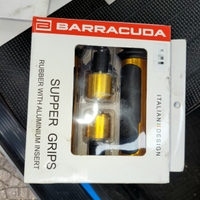 BARRACUDA
SUPPER GRIPS
RUBBER WITH ALUMINIUM INSERT
ITALIAN DESIGN